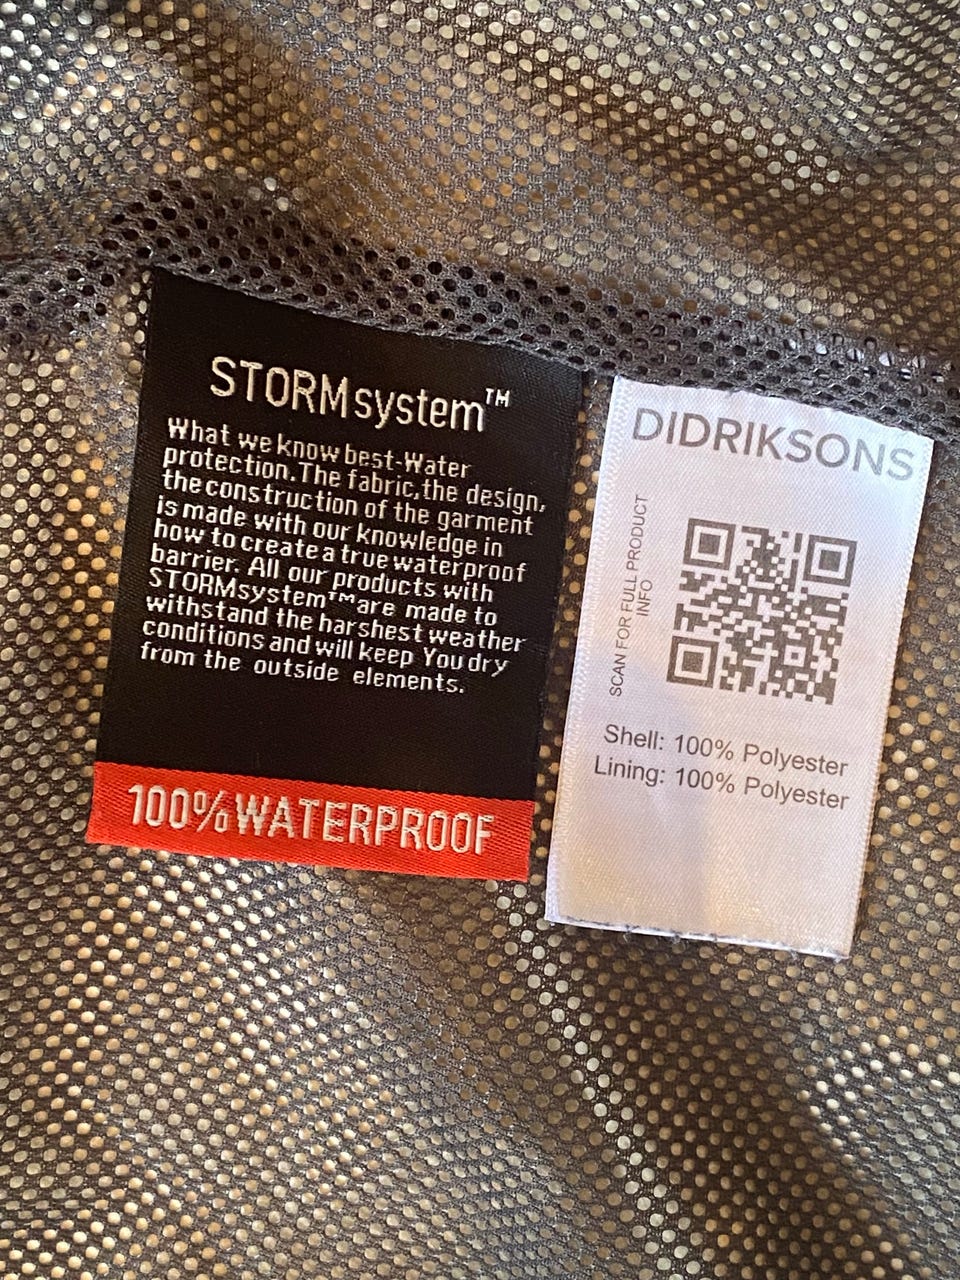 STORMsystem™
What we know best-Water
protection.The fabric,the design,
the construction of the garment
is made with our knowledge in
how to create a true waterproof
barrier. All our products with
STORMsystem™are made to
withstand the harshest weather
conditions and will keep You dry
from the outside elements.
100% WATERPROOF
DIDRIKSONS
SCAN FOR FULL PRODUCT
INFO
Shell: 100% Polyester
Lining: 100% Polyester